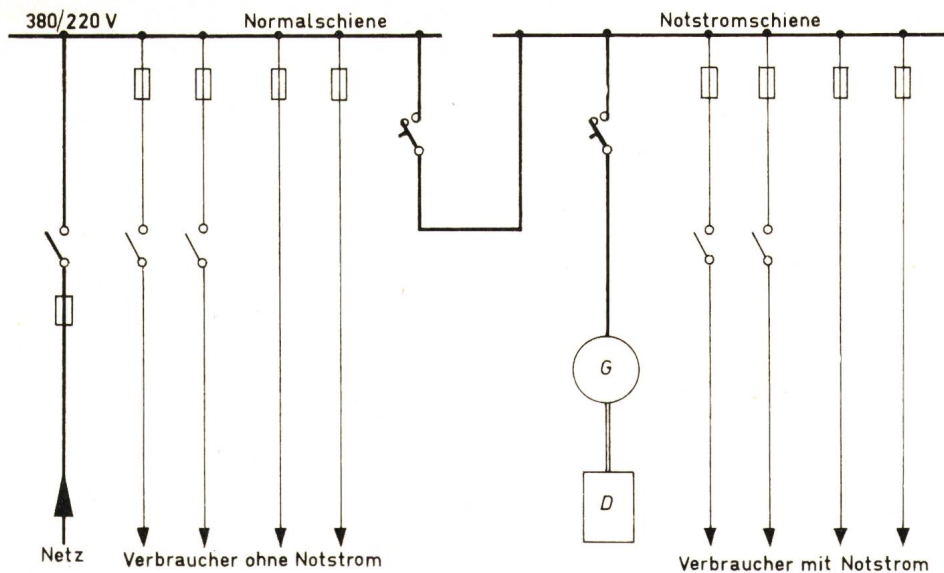 380/220 V
Normalschiene
Notstromschiene
G
D
Netz
Verbraucher ohne Notstrom
Verbraucher mit Notstrom